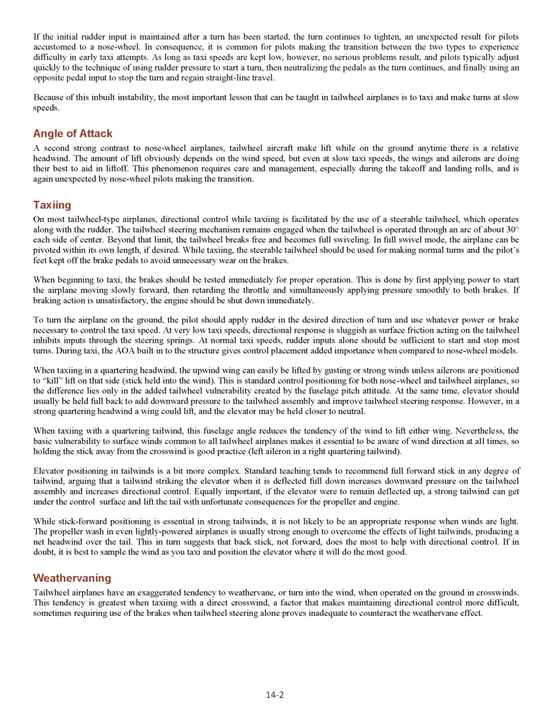 If the initial rudder input is maintained after a turn has been started, the turn continues to tighten, an unexpected result for pilots
accustomed to a nose-wheel. In consequence, it is common for pilots making the transition between the two types to experience
difficulty in early taxi attempts. As long as taxi speeds are kept low, however, no serious problems result, and pilots typically adjust
quickly to the technique of using rudder pressure to start a turn, then neutralizing the pedals as the turn continues, and finally using an
opposite pedal input to stop the turn and regain straight-line travel.
Because of this inbuilt instability, the most important lesson that can be taught in tailwheel airplanes is to taxi and make turns at slow
speeds.
Angle of Attack
A second strong contrast to nose-wheel airplanes, tailwheel aircraft make lift while on the ground anytime there is a relative
headwind. The amount of lift obviously depends on the wind speed, but even at slow taxi speeds, the wings and ailerons are doing
their best to aid in liftoff. This phenomenon requires care and management, especially during the takeoff and landing rolls, and is
again unexpected by nose-wheel pilots making the transition.
Taxiing
On most tailwheel-type airplanes, directional control while taxiing is facilitated by the use of a steerable tailwheel, which operates
along with the rudder. The tailwheel steering mechanism remains engaged when the tailwheel is operated through an arc of about 30°
each side of center. Beyond that limit, the tailwheel breaks free and becomes full swiveling. In full swivel mode, the airplane can be
pivoted within its own length, if desired. While taxiing, the steerable tailwheel should be used for making normal turns and the pilot’s
feet kept off the brake pedals to avoid unnecessary wear on the brakes.
When beginning to taxi, the brakes should be tested immediately for proper operation. This is done by first applying power to start
the airplane moving slowly forward, then retarding the throttle and simultaneously applying pressure smoothly to both brakes. If
braking action is unsatisfactory, the engine should be shut down immediately.
To turn the airplane on the ground, the pilot should apply rudder in the desired direction of turn and use whatever power or brake
necessary to control the taxi speed. At very low taxi speeds, directional response is sluggish as surface friction acting on the tailwheel
inhibits inputs through the steering springs. At normal taxi speeds, rudder inputs alone should be sufficient to start and stop most
turns. During taxi, the AOA built in to the structure gives control placement added importance when compared to nose-wheel models.
When taxiing in a quartering headwind, the upwind wing can easily be lifted by gusting or strong winds unless ailerons are positioned
to “kill” lift on that side (stick held into the wind). This is standard control positioning for both nose-wheel and tailwheel airplanes, so
the difference lies only in the added tailwheel vulnerability created by the fuselage pitch attitude. At the same time, elevator should
usually be held full back to add downward pressure to the tailwheel assembly and improve tailwheel steering response. However, in a
strong quartering headwind a wing could lift, and the elevator may be held closer to neutral.
When taxiing with a quartering tailwind, this fuselage angle reduces the tendency of the wind to lift either wing. Nevertheless, the
basic vulnerability to surface winds common to all tailwheel airplanes makes it essential to be aware of wind direction at all times, so
holding the stick away from the crosswind is good practice (left aileron in a right quartering tailwind).
Elevator positioning in tailwinds is a bit more complex. Standard teaching tends to recommend full forward stick in any degree of
tailwind, arguing that a tailwind striking the elevator when it is deflected full down increases downward pressure on the tailwheel
assembly and increases directional control. Equally important, if the elevator were to remain deflected up, a strong tailwind can get
under the control surface and lift the tail with unfortunate consequences for the propeller and engine.
While stick-forward positioning is essential in strong tailwinds, it is not likely to be an appropriate response when winds are light.
The propeller wash in even lightly-powered airplanes is usually strong enough to overcome the effects of light tailwinds, producing a
net headwind over the tail. This in turn suggests that back stick, not forward, does the most to help with directional control. If in
doubt, it is best to sample the wind as you taxi and position the elevator where it will do the most good.
Weathervaning
Tailwheel airplanes have an exaggerated tendency to weathervane, or turn into the wind, when operated on the ground in crosswinds.
This tendency is greatest when taxiing with a direct crosswind, a factor that makes maintaining directional control more difficult,
sometimes requiring use of the brakes when tailwheel steering alone proves inadequate to counteract the weathervane effect.
14-2